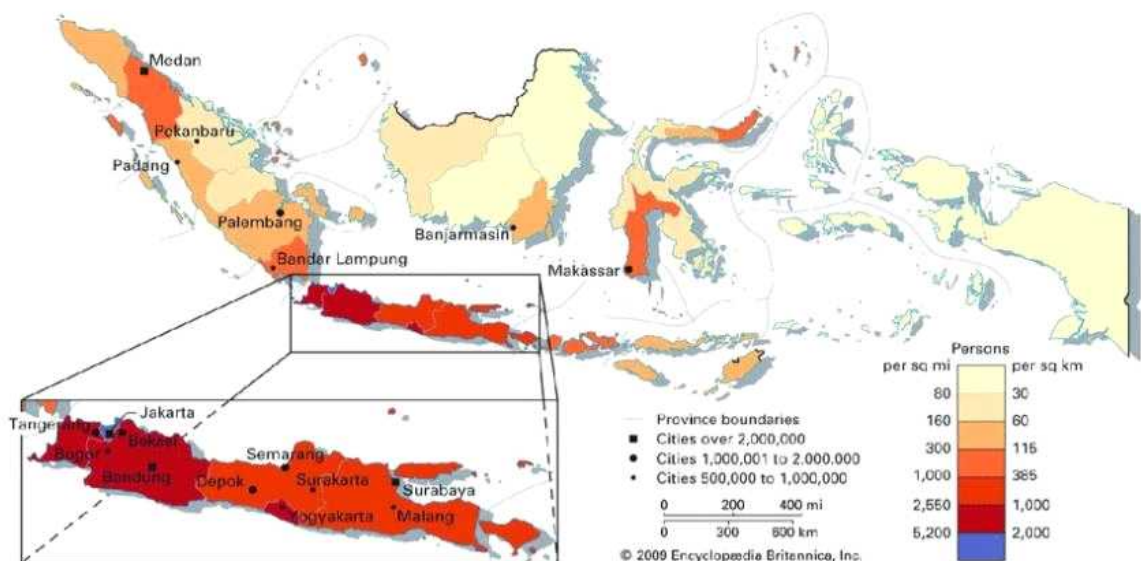 Medan
Pekanbaru
Padang
Palembang
Banjarmasin
Bandar Lampung
Makassar
Jakarta
Tangerang
Bekasi
Bogor
Bandung
Semarang
Depok
Surakarta
Surabaya
Yogyakarta
Malang
Persons
per sq mi per sq km
80 30
160 60
300 115
1,000 385
2,550 1,000
5,200 2,000
Province boundaries
Cities over 2,000,000
Cities 1,000,001 to 2,000,000
Cities 500,000 to 1,000,000
0 200 400 mi
0 300 600 km
© 2009 Encyclopædia Britannica, Inc.